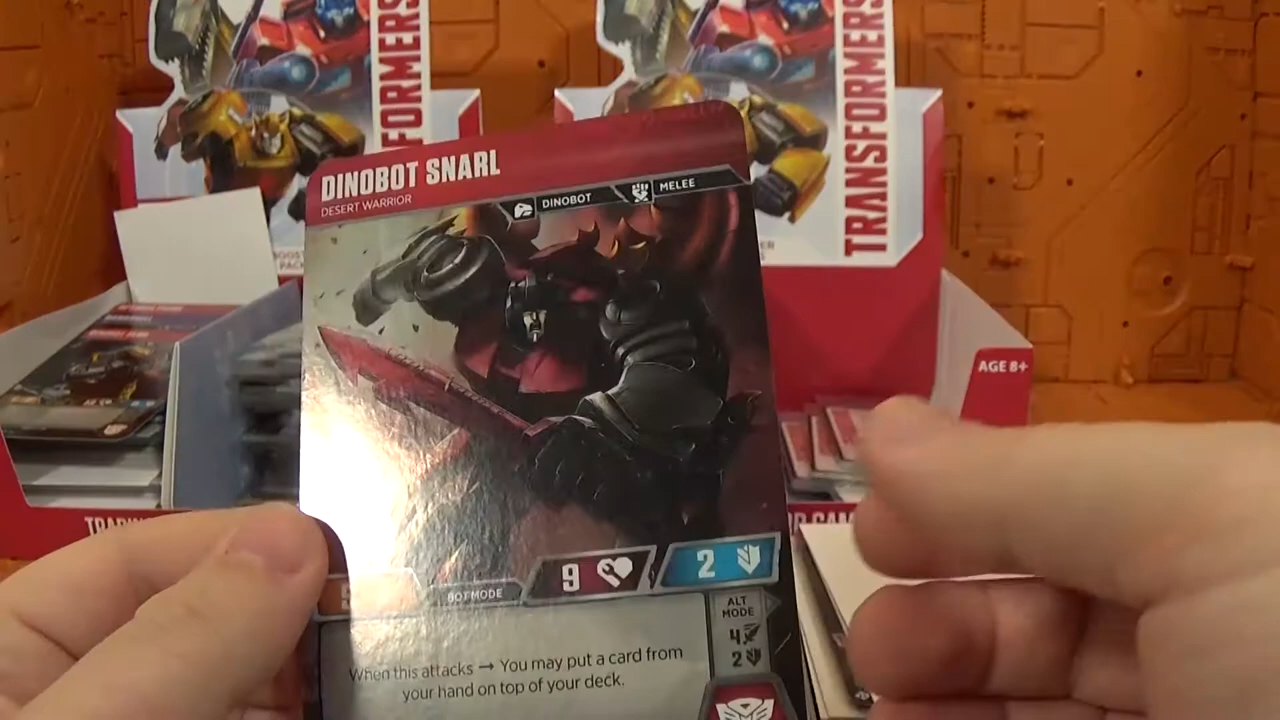 TRANSFORMERS
DINOBOT SNARL
DESERT WARRIOR
DINOBOT
MELEE
AGE 8+
9
2
BOT MODE
ALT
MODE
4
2
When this attacks → You may put a card from
your hand on top of your deck.